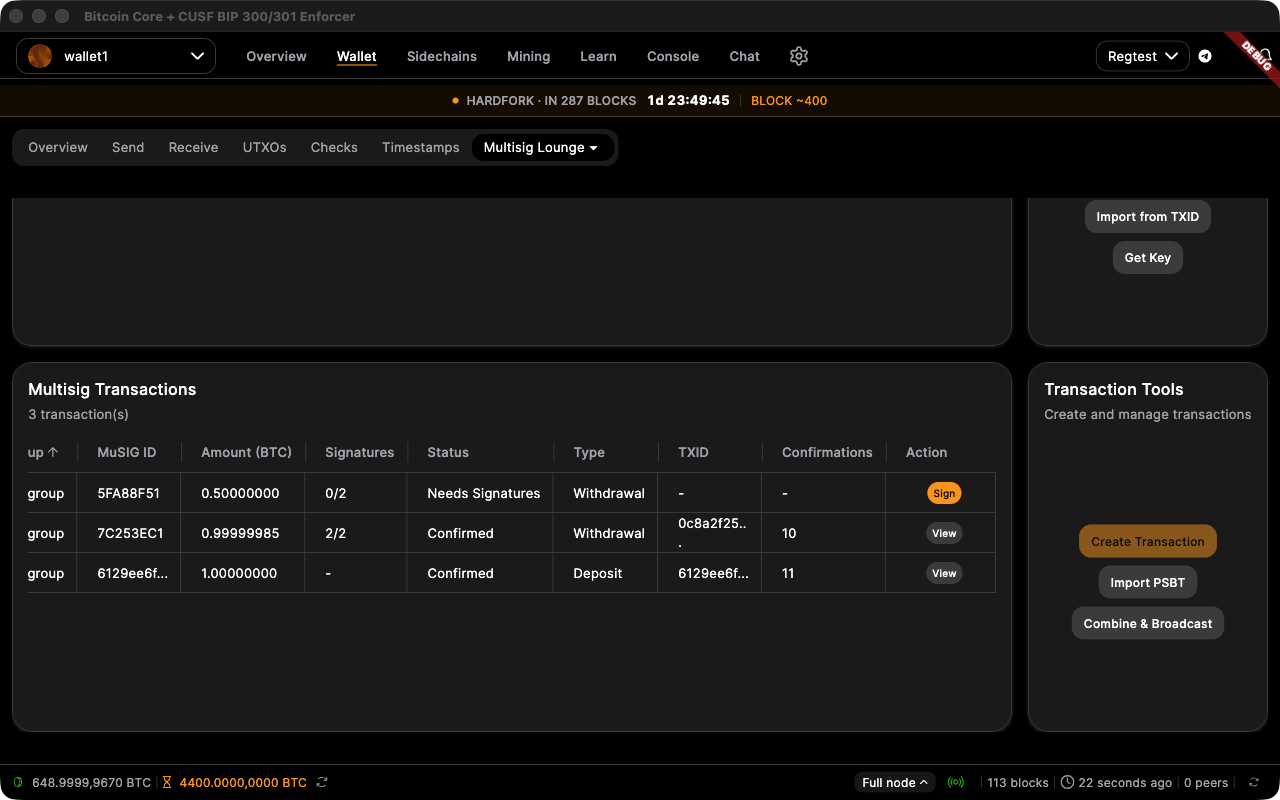 Bitcoin Core + CUSF BIP 300/301 Enforcer
wallet1
Overview
Wallet
Sidechains
Mining
Learn
Console
Chat
Regtest
DEBUG
HARDFORK · IN 287 BLOCKS 1d 23:49:45 BLOCK ~400
Overview
Send
Receive
UTXOs
Checks
Timestamps
Multisig Lounge
Import from TXID
Get Key
Multisig Transactions
3 transaction(s)
up MuSIG ID Amount (BTC) Signatures Status Type TXID Confirmations Action
group 5FA88F51 0.50000000 0/2 Needs Signatures Withdrawal - - Sign
group 7C253EC1 0.99999985 2/2 Confirmed Withdrawal 0c8a2f25... 10 View
group 6129ee6f... 1.00000000 - Confirmed Deposit 6129ee6f... 11 View
Transaction Tools
Create and manage transactions
Create Transaction
Import PSBT
Combine & Broadcast
648.9999,9670 BTC
4400.0000,0000 BTC
Full node
113 blocks
22 seconds ago
0 peers